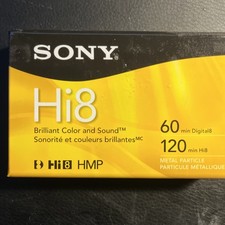 SONY
Hi8
Brilliant Color and Sound™
Sonorité et couleurs brillantes MC
60 min Digital8
120 min Hi8
METAL PARTICLE
PARTICULE MÉTALLIQUE
Hi8 HMP